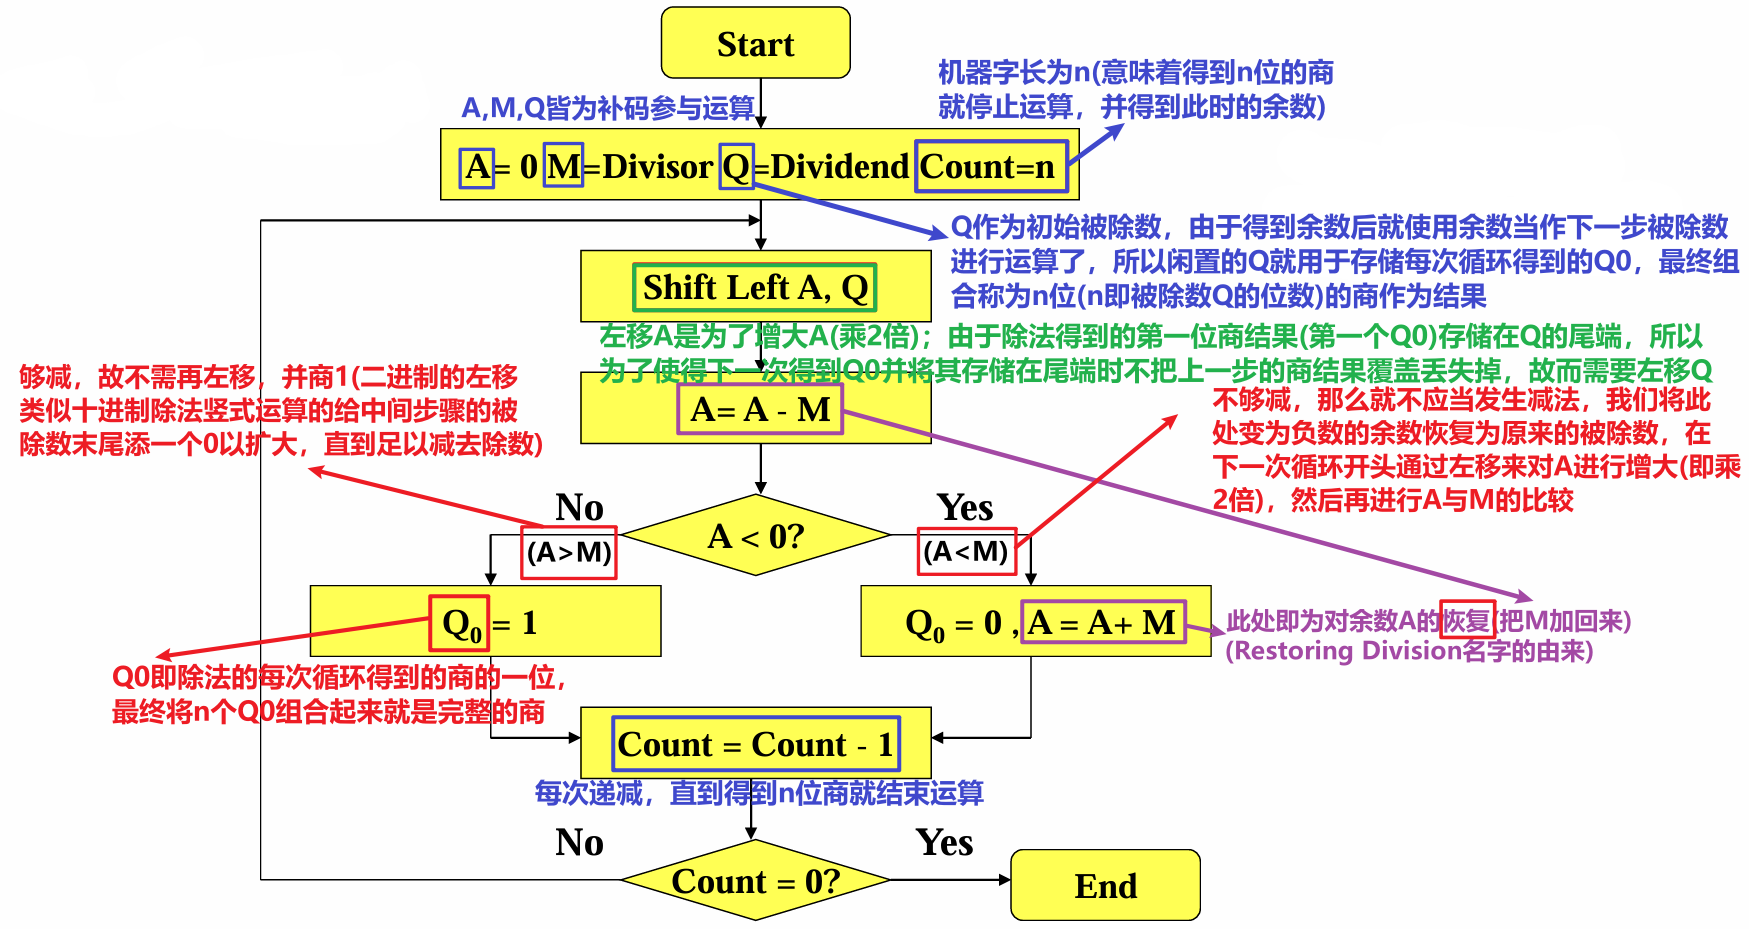 Start
机器字长为n(意味着得到n位的商
就停止运算，并得到此时的余数)
A,M,Q皆为补码参与运算
A= 0 M=Divisor Q=Dividend Count=n
Q作为初始被除数，由于得到余数后就使用余数当作下一步被除数
进行运算了，所以闲置的Q就用于存储每次循环得到的Q0，最终组
合称为n位(n即被除数Q的位数)的商作为结果
Shift Left A, Q
左移A是为了增大A(乘2倍)；由于除法得到的第一位商结果(第一个Q0)存储在Q的尾端，所以
为了使得下一次得到Q0并将其存储在尾端时不把上一步的商结果覆盖丢失掉，故而需要左移Q
够减，故不需再左移，并商1(二进制的左移
类似十进制除法竖式运算的给中间步骤的被
除数末尾添一个0以扩大，直到足以减去除数)
A= A - M
不够减，那么就不应当发生减法，我们将此
处变为负数的余数恢复为原来的被除数，在
下一次循环开头通过左移来对A进行增大(即乘
2倍)，然后再进行A与M的比较
No
Yes
A < 0?
(A>M)
(A<M)
Q₀ = 1
Q₀ = 0 , A = A+ M
此处即为对余数A的恢复(把M加回来)
(Restoring Division名字的由来)
Q0即除法的每次循环得到的商的一位，
最终将n个Q0组合起来就是完整的商
Count = Count - 1
每次递减，直到得到n位商就结束运算
No
Yes
Count = 0?
End